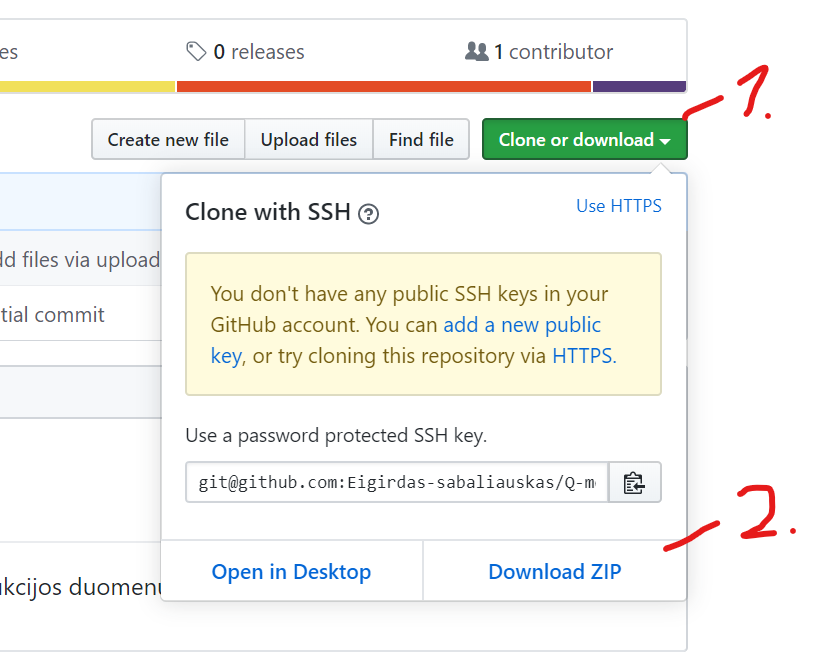 es
0 releases
1 contributor
1.
Create new file
Upload files
Find file
Clone or download
Clone with SSH
Use HTTPS
dd files via upload
You don't have any public SSH keys in your
GitHub account. You can add a new public
key, or try cloning this repository via HTTPS.
tial commit
Use a password protected SSH key.
git@github.com:Eigirdas-sabaliauskas/Q-m
2.
Open in Desktop
Download ZIP
kcijos duomenų